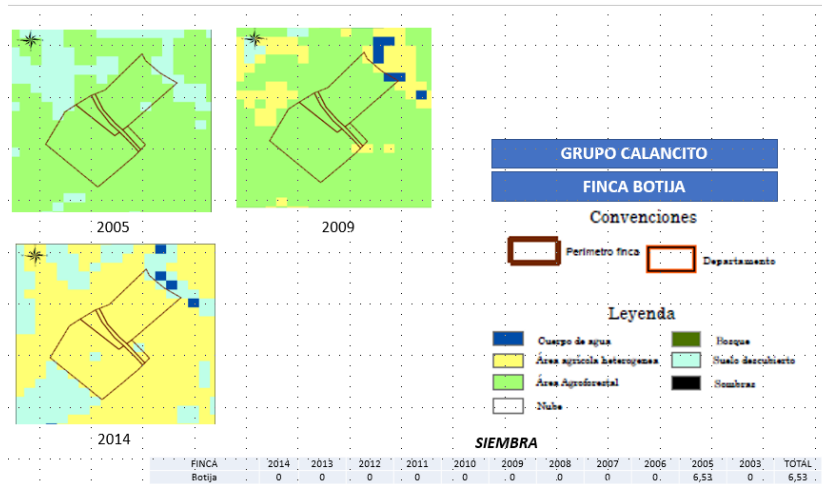 2005
2009
2014
GRUPO CALANCITO
FINCA BOTIJA
Convenciones
Perímetro finca
Departamento
Leyenda
Cuerpo de agua
Bosque
Área agrícola heterogenea
Suelo descubierto
Área Agroforestal
Sombras
Nube
SIEMBRA
FINCA 2014 2013 2012 2011 2010 2009 2008 2007 2006 2005 2003 TOTAL
Botija 0 0 0 0 0 0 0 0 0 6,53 0 6,53